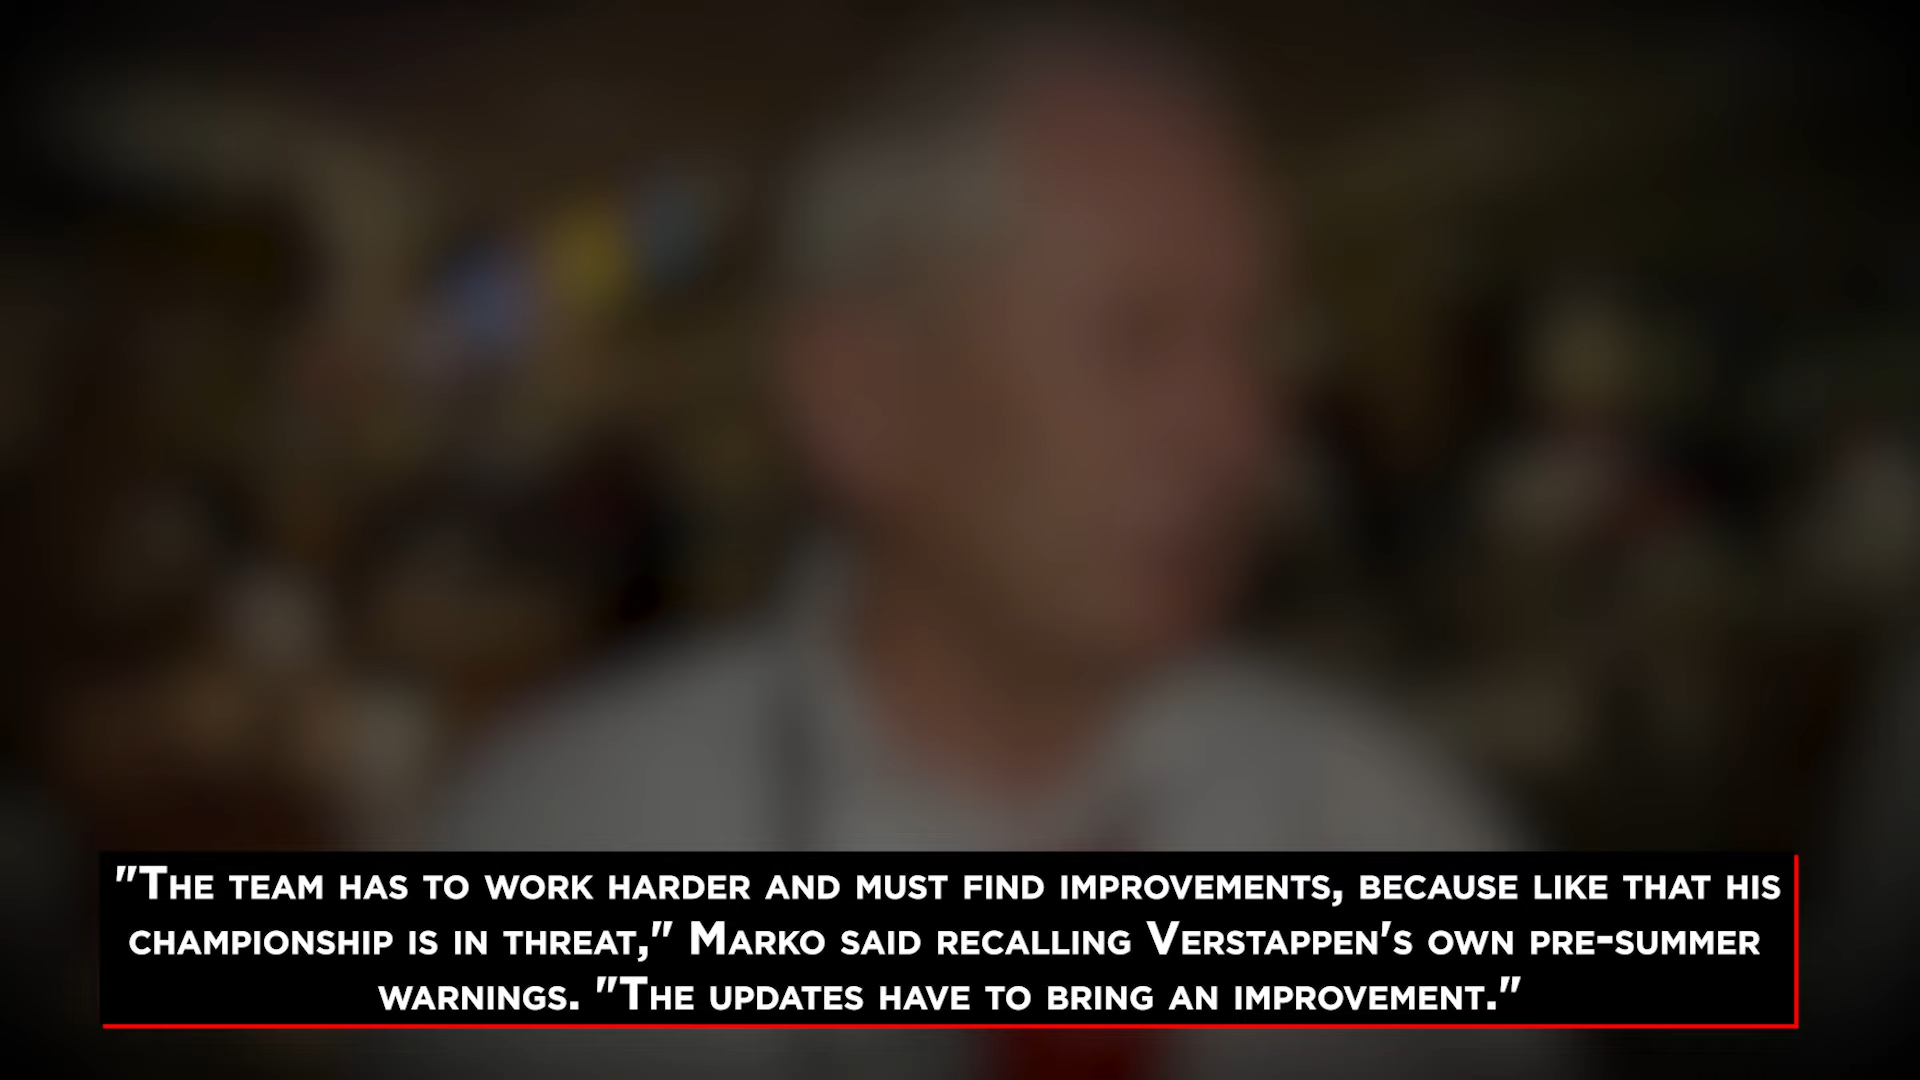 "The team has to work harder and must find improvements, because like that his
championship is in threat," Marko said recalling Verstappen's own pre-summer
warnings. "The updates have to bring an improvement."